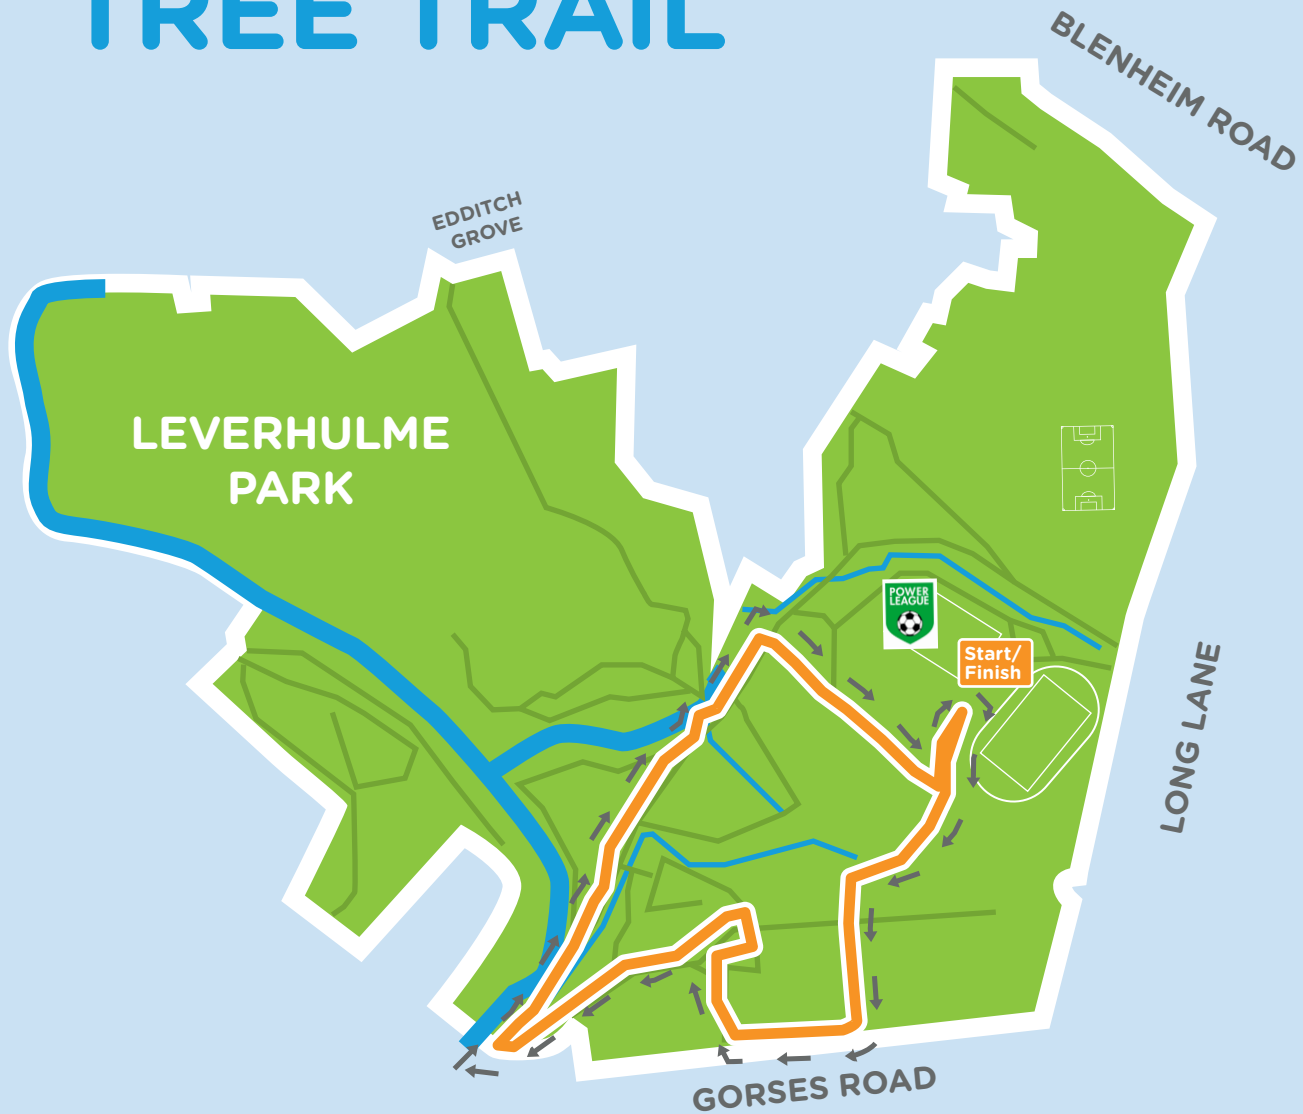 TREE TRAIL
BLENHEIM ROAD
EDDITCH
GROVE
LEVERHULME
PARK
POWER
LEAGUE
Start/
Finish
LONG LANE
GORSES ROAD